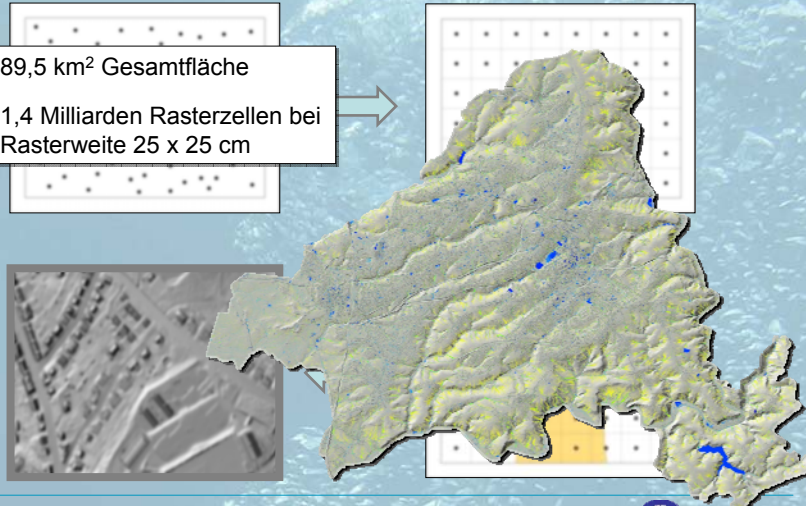 89,5 km² Gesamtfläche
1,4 Milliarden Rasterzellen bei
Rasterweite 25 x 25 cm